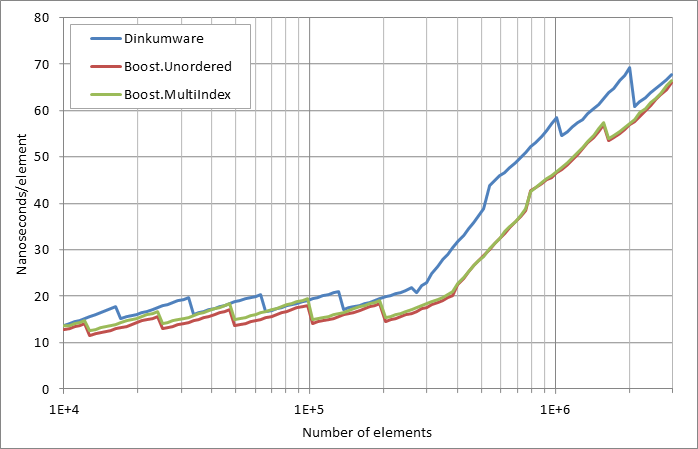 80
70
60
50
40
30
20
10
0
Nanoseconds/element
Dinkumware
Boost.Unordered
Boost.MultiIndex
1E+4
1E+5
1E+6
Number of elements